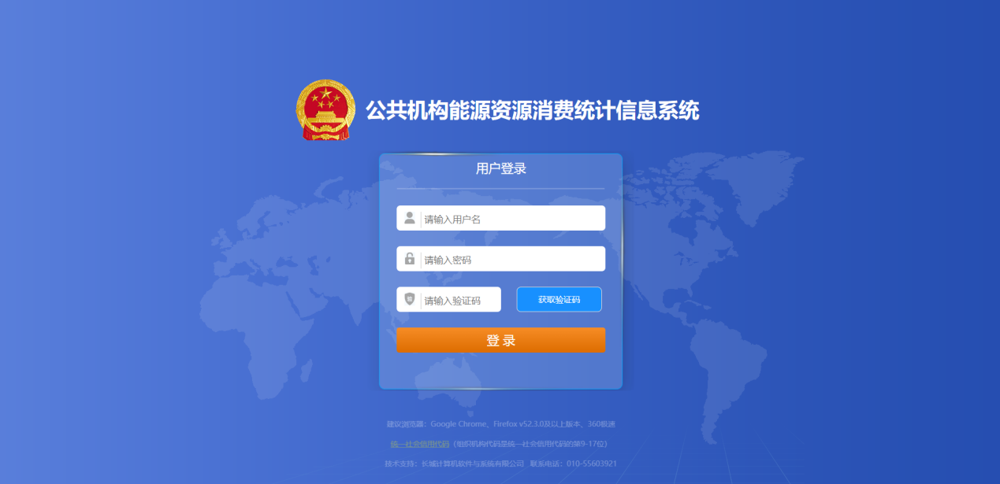 公共机构能源资源消费统计信息系统
用户登录
请输入用户名
请输入密码
请输入验证码 获取验证码
登 录
建议浏览器：Google Chrome、Firefox v52.3.0及以上版本、360极速
统一社会信用代码（组织机构代码是统一社会信用代码的第9-17位）
技术支持：长城计算机软件与系统有限公司 联系电话：010-55603921